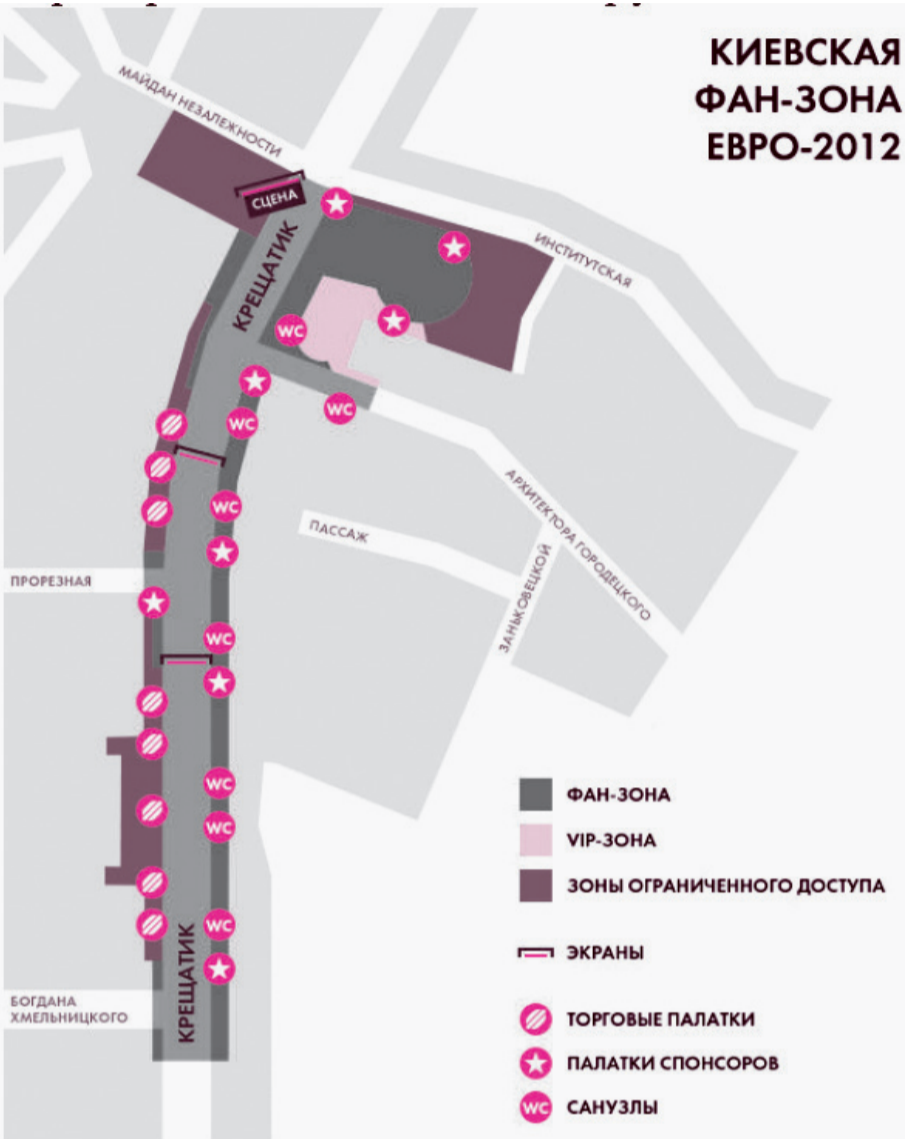 КИЕВСКАЯ
ФАН-ЗОНА
ЕВРО-2012
МАЙДАН НЕЗАЛЕЖНОСТИ
СЦЕНА
КРЕЩАТИК
ИНСТИТУТСКАЯ
WC
WC
WC
АРХИТЕКТОРА ГОРОДЕЦКОГО
WC
ПАССАЖ
ЗАНЬКОВЕЦКОЙ
ПРОРЕЗНАЯ
WC
WC
WC
WC
КРЕЩАТИК
БОГДАНА
ХМЕЛЬНИЦКОГО
ФАН-ЗОНА
VIP-ЗОНА
ЗОНЫ ОГРАНИЧЕННОГО ДОСТУПА
ЭКРАНЫ
ТОРГОВЫЕ ПАЛАТКИ
ПАЛАТКИ СПОНСОРОВ
WC САНУЗЛЫ